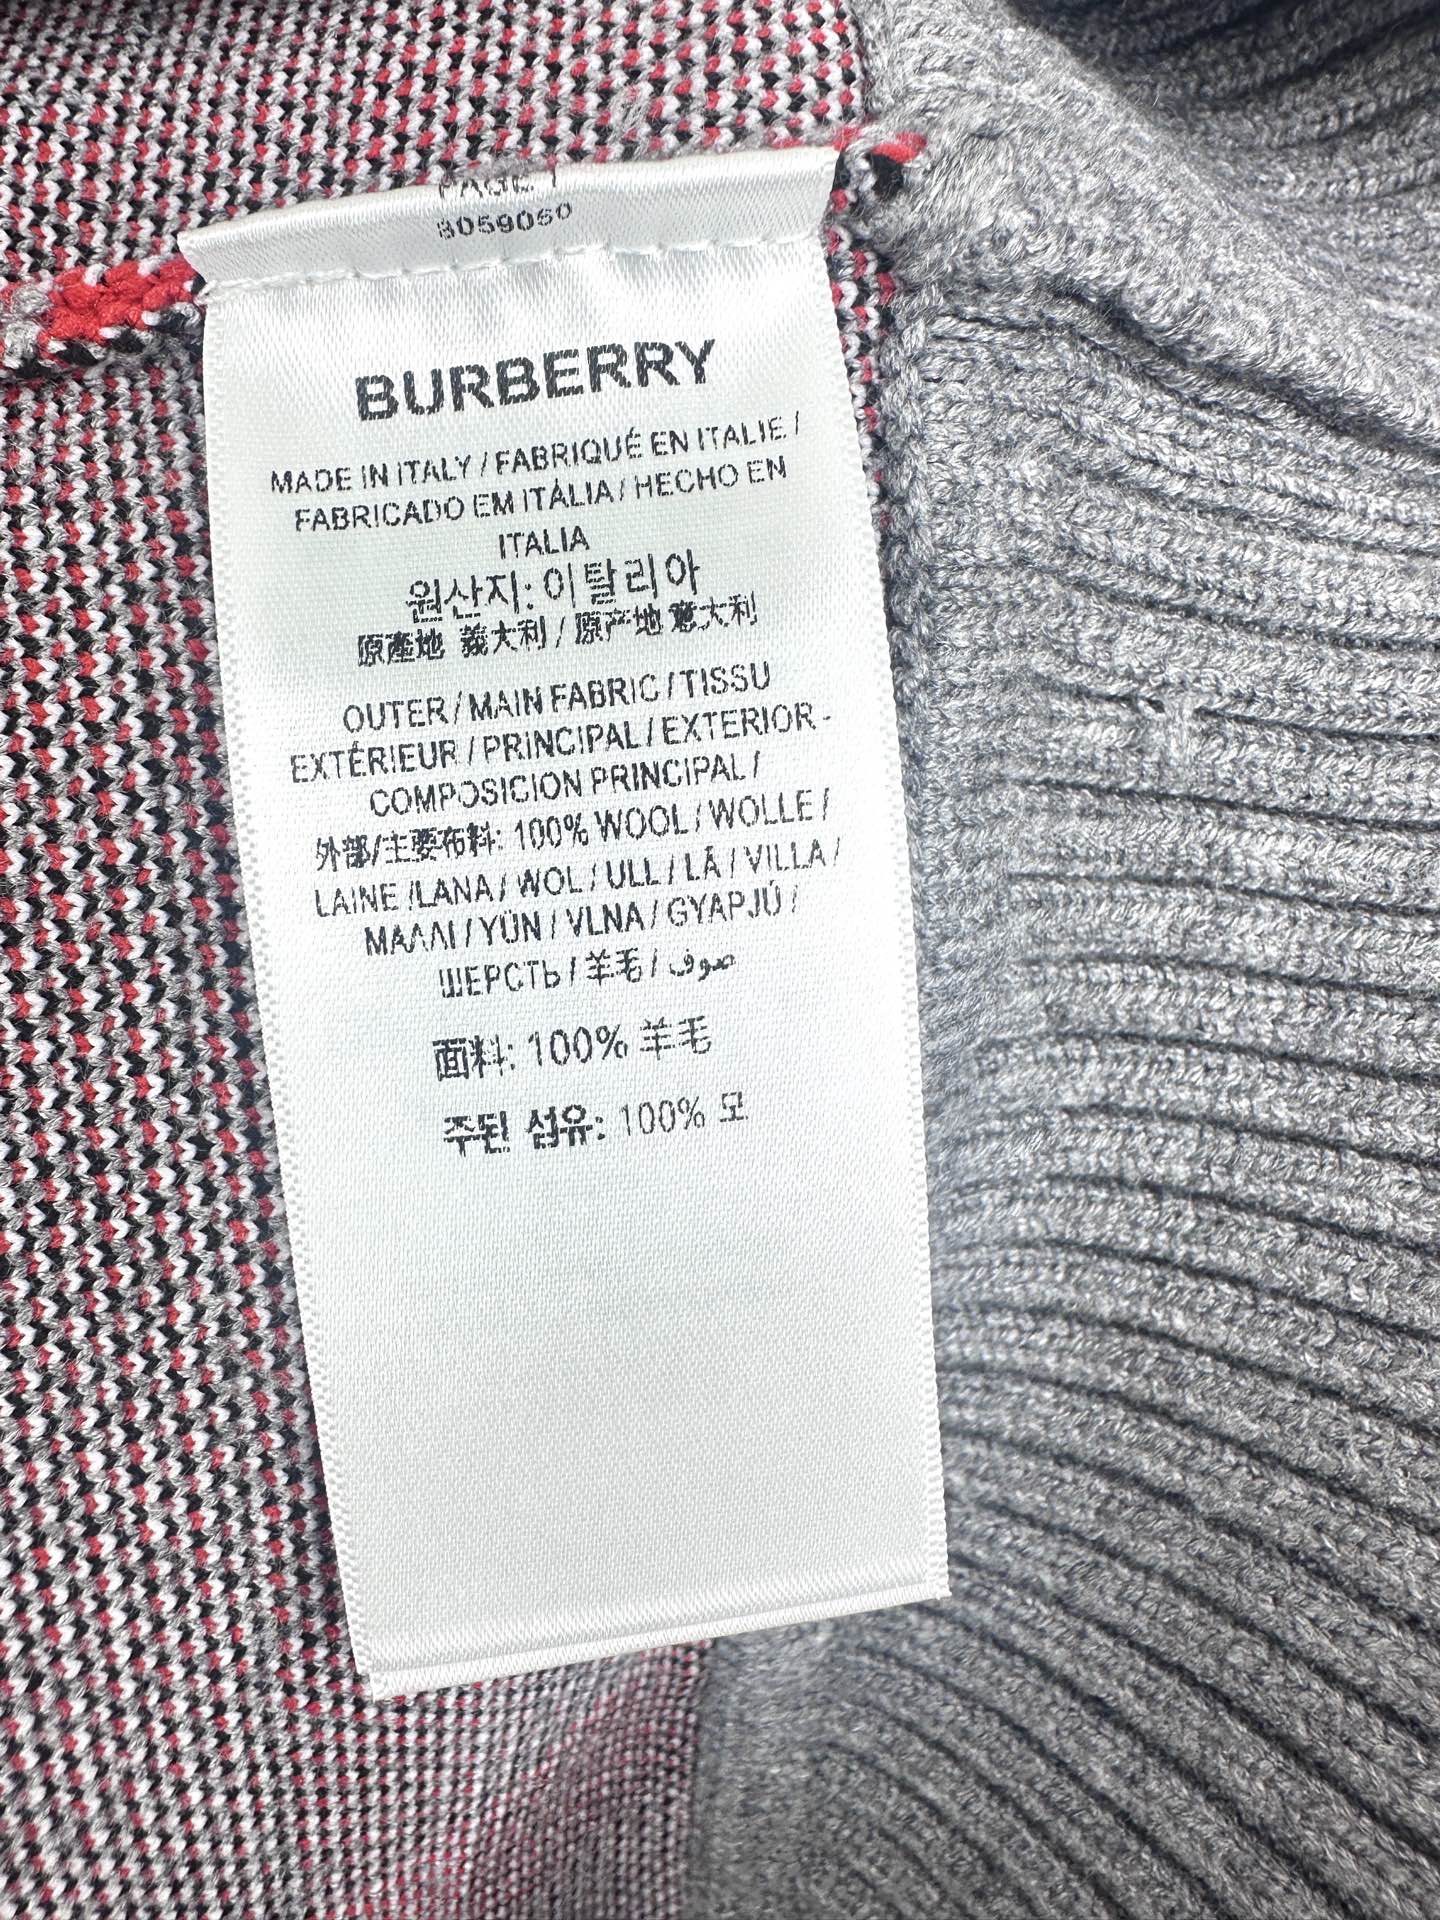 PAGE 1
8059060
BURBERRY
MADE IN ITALY / FABRIQUÉ EN ITALIE /
FABRICADO EM ITÁLIA / HECHO EN
ITALIA
원산지: 이탈리아
原產地 義大利 / 原产地 意大利
OUTER / MAIN FABRIC / TISSU
EXTÉRIEUR / PRINCIPAL / EXTERIOR -
COMPOSICION PRINCIPAL /
外部/主要布料: 100% WOOL / WOLLE /
LAINE / LANA / WOL / ULL / LÃ / VILLA /
ΜΑΛΛΙ / YÜN / VLNA / GYAPJÚ /
ШЕРСТЬ / 羊毛 / صوف
面料: 100% 羊毛
주된 섬유: 100% 모